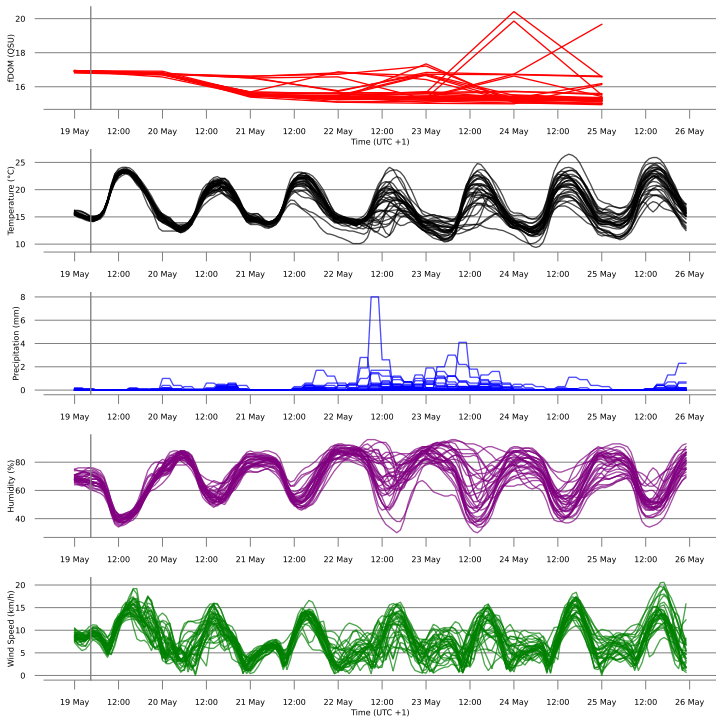 fDOM (QSU)
20
18
16
19 May 12:00 20 May 12:00 21 May 12:00 22 May 12:00 23 May 12:00 24 May 12:00 25 May 12:00 26 May
Time (UTC +1)
Temperature (°C)
25
20
15
10
19 May 12:00 20 May 12:00 21 May 12:00 22 May 12:00 23 May 12:00 24 May 12:00 25 May 12:00 26 May
Precipitation (mm)
8
6
4
2
0
19 May 12:00 20 May 12:00 21 May 12:00 22 May 12:00 23 May 12:00 24 May 12:00 25 May 12:00 26 May
Humidity (%)
80
60
40
19 May 12:00 20 May 12:00 21 May 12:00 22 May 12:00 23 May 12:00 24 May 12:00 25 May 12:00 26 May
Wind Speed (km/h)
20
15
10
5
0
19 May 12:00 20 May 12:00 21 May 12:00 22 May 12:00 23 May 12:00 24 May 12:00 25 May 12:00 26 May
Time (UTC +1)